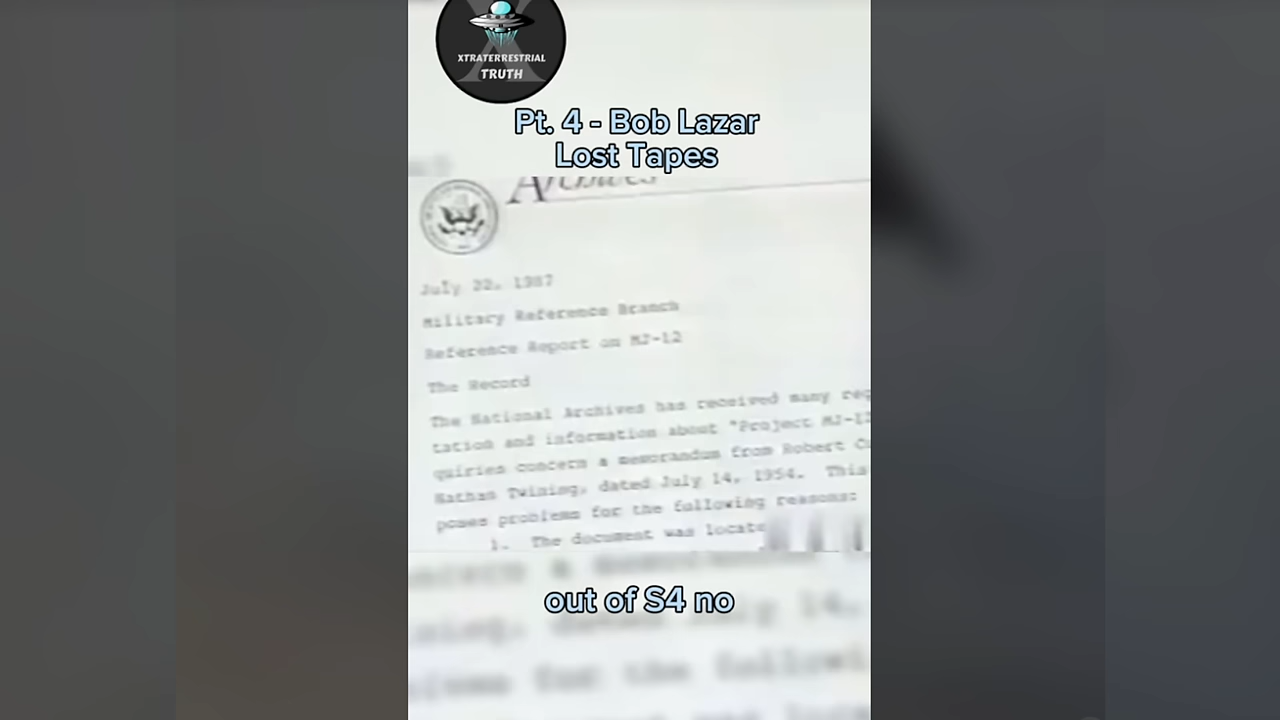 XTRATERRESTRIAL
TRUTH
Pt. 4 - Bob Lazar
Lost Tapes
Archives
July 22, 1987
Military Reference Branch
Reference Report on MJ-12
The Record
The National Archives has received many req
tation and information about "Project MJ-12
quiries concern a memorandum from Robert Cu
Nathan Twining, dated July 14, 1954. This
poses problems for the following reasons:
1. The document was locate
out of S4 no